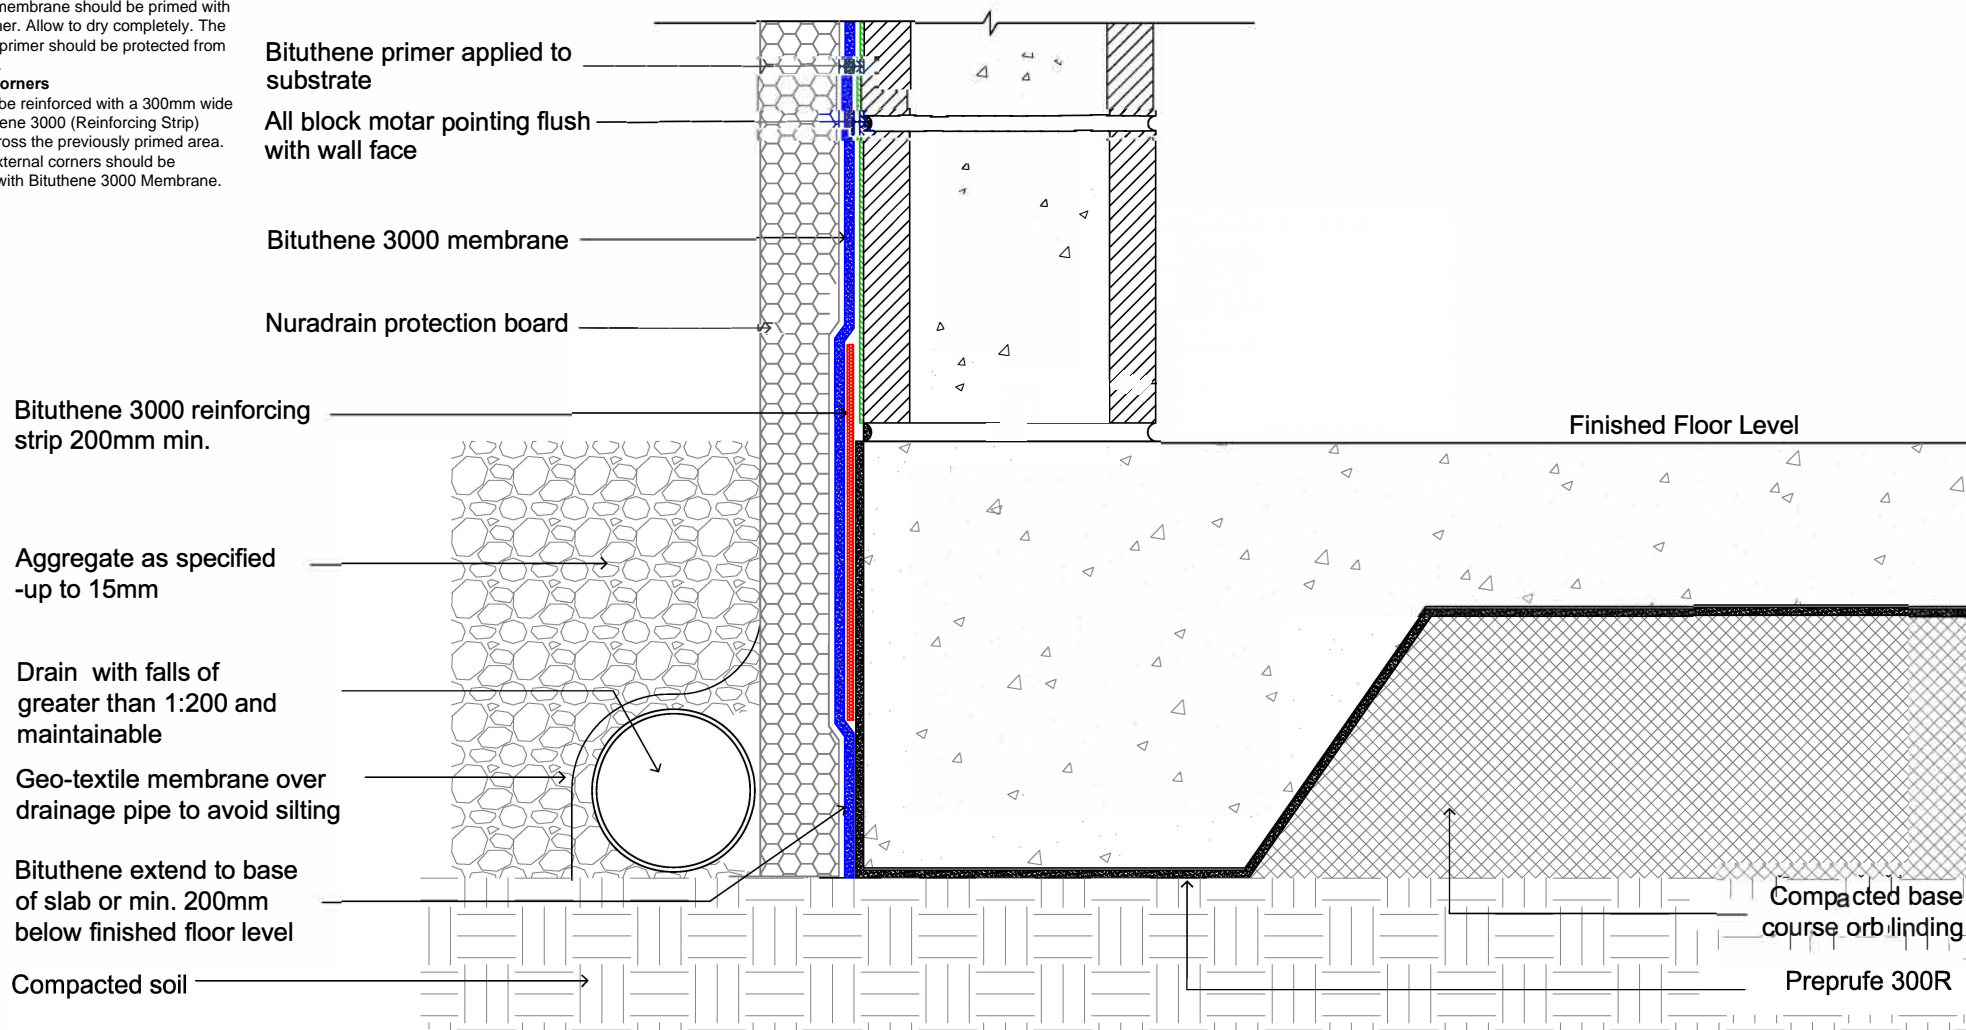 membrane should be primed with
er. Allow to dry completely. The
primer should be protected from
orners
be reinforced with a 300mm wide
ene 3000 (Reinforcing Strip)
ross the previously primed area.
xternal corners should be
with Bituthene 3000 Membrane.
Bituthene primer applied to
substrate
All block motar pointing flush
with wall face
Bituthene 3000 membrane
Nuradrain protection board
Bituthene 3000 reinforcing
strip 200mm min.
Finished Floor Level
Aggregate as specified
-up to 15mm
Drain with falls of
greater than 1:200 and
maintainable
Geo-textile membrane over
drainage pipe to avoid silting
Bituthene extend to base
of slab or min. 200mm
below finished floor level
Compacted soil
Compacted base
course orb linding
Preprufe 300R